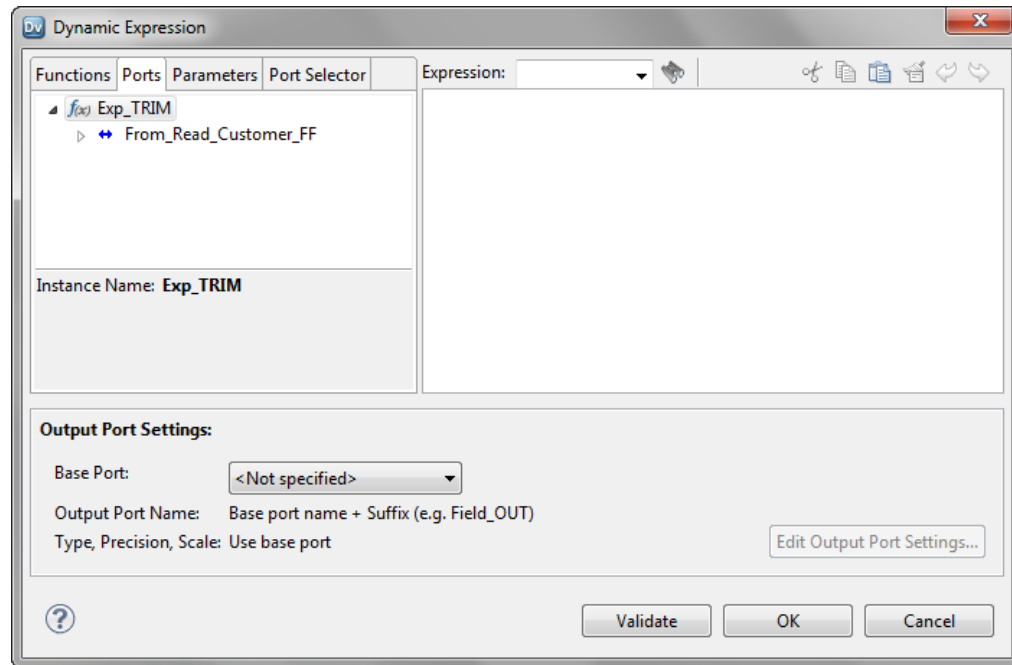 Dv Dynamic Expression
x
Functions Ports Parameters Port Selector
Expression:
f(x) Exp_TRIM
From_Read_Customer_FF
Instance Name: Exp_TRIM
Output Port Settings:
Base Port: <Not specified>
Output Port Name: Base port name + Suffix (e.g. Field_OUT)
Type, Precision, Scale: Use base port
Edit Output Port Settings...
?
Validate OK Cancel